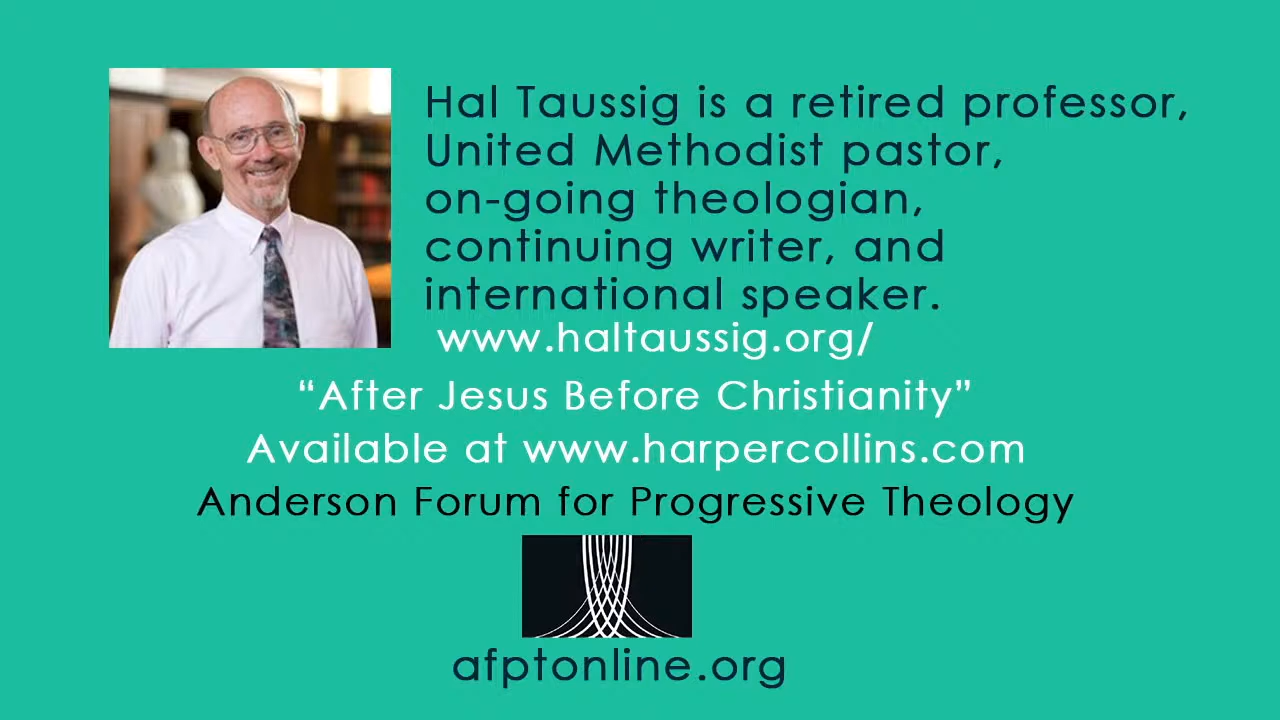 Hal Taussig is a retired professor,
United Methodist pastor,
on-going theologian,
continuing writer, and
international speaker.
www.haltaussig.org/
“After Jesus Before Christianity”
Available at www.harpercollins.com
Anderson Forum for Progressive Theology
afptonline.org